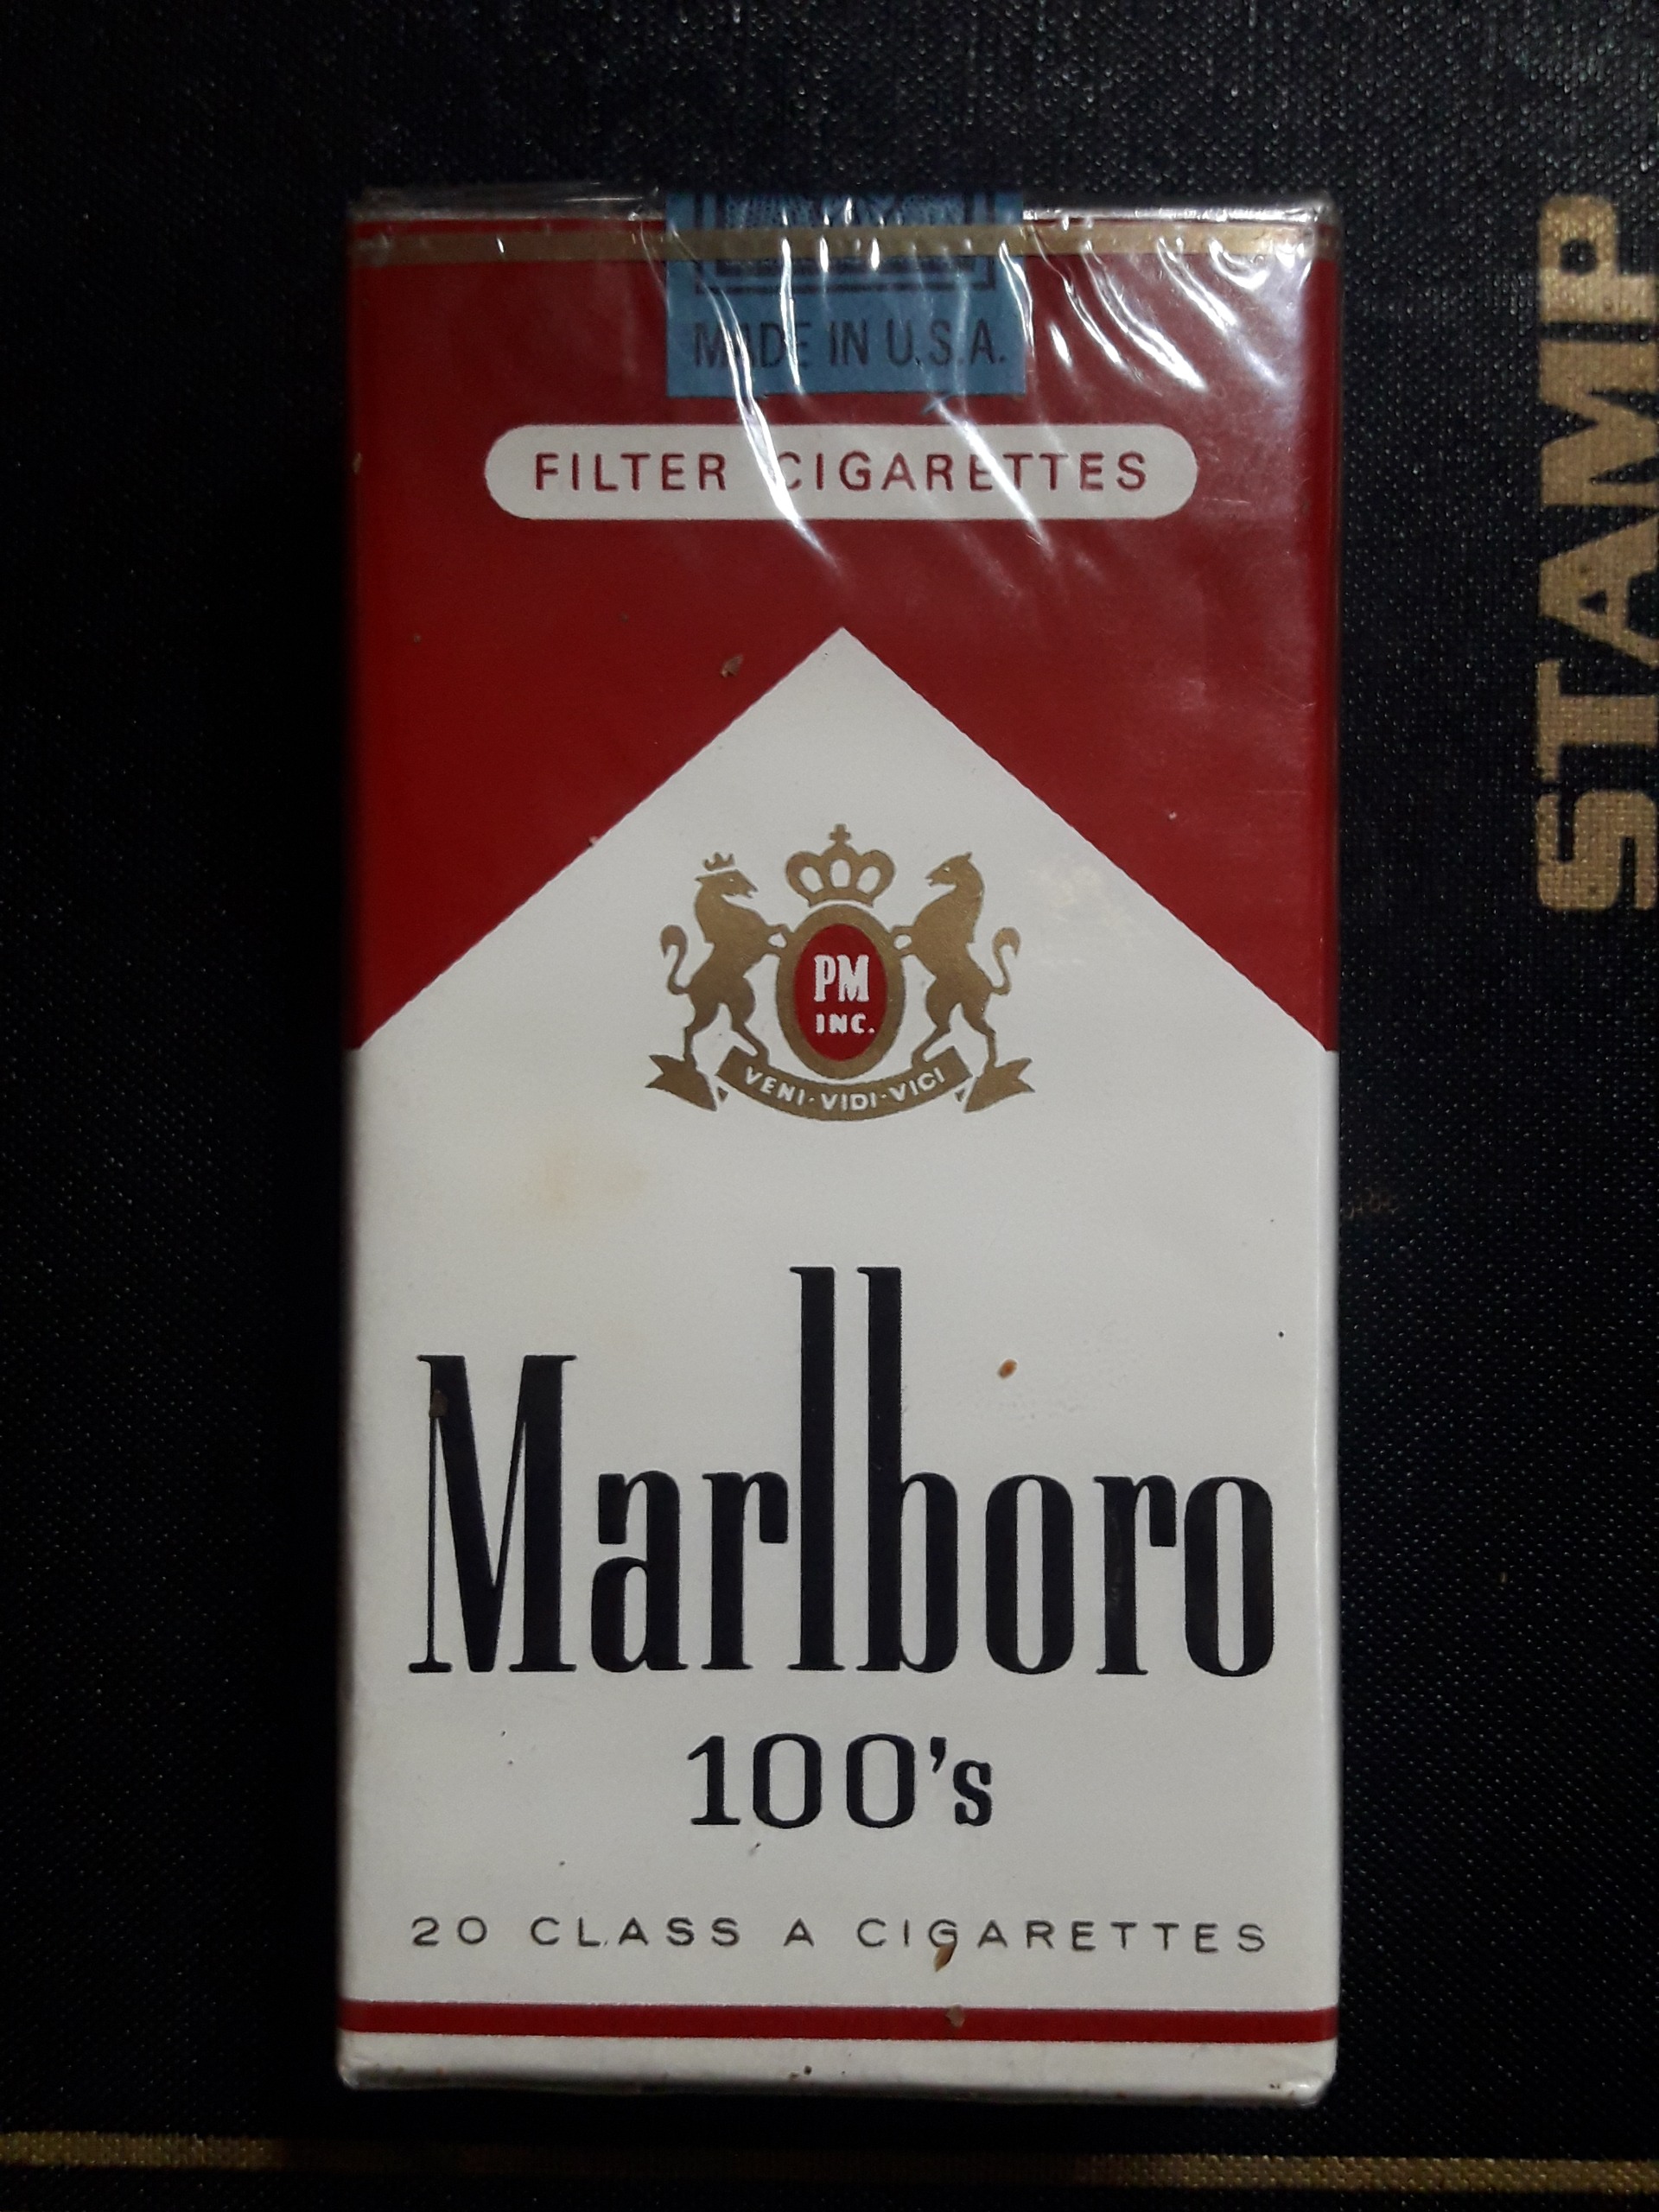 MADE IN U.S.A.
FILTER CIGARETTES
PM
INC.
VENI·VIDI·VICI
Marlboro
100's
20 CLASS A CIGARETTES
STAMP